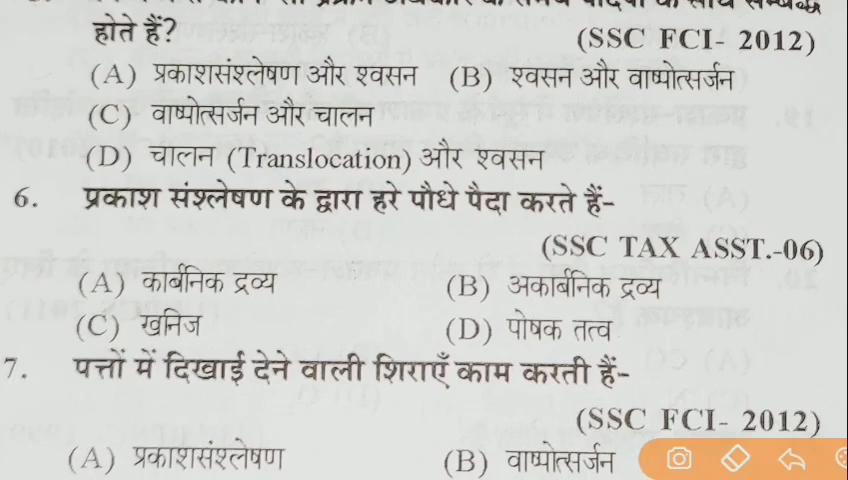 होते हैं?
(SSC FCI- 2012)
(A) प्रकाशसंश्लेषण और श्वसन (B) श्वसन और वाष्पोत्सर्जन
(C) वाष्पोत्सर्जन और चालन
(D) चालन (Translocation) और श्वसन
6. प्रकाश संश्लेषण के द्वारा हरे पौधे पैदा करते हैं-
(SSC TAX ASST.-06)
(A) कार्बनिक द्रव्य (B) अकार्बनिक द्रव्य
(C) खनिज (D) पोषक तत्व
7. पत्तों में दिखाई देने वाली शिराएँ काम करती हैं-
(SSC FCI- 2012)
(A) प्रकाशसंश्लेषण (B) वाष्पोत्सर्जन